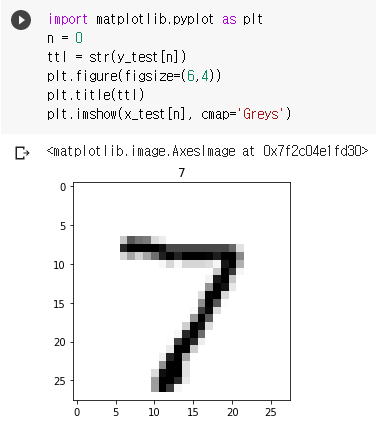 import matplotlib.pyplot as plt
n = 0
ttl = str(y_test[n])
plt.figure(figsize=(6,4))
plt.title(ttl)
plt.imshow(x_test[n], cmap='Greys')
<matplotlib.image.AxesImage at 0x7f2c04e1fd30>
7
0
5
10
15
20
25
0 5 10 15 20 25